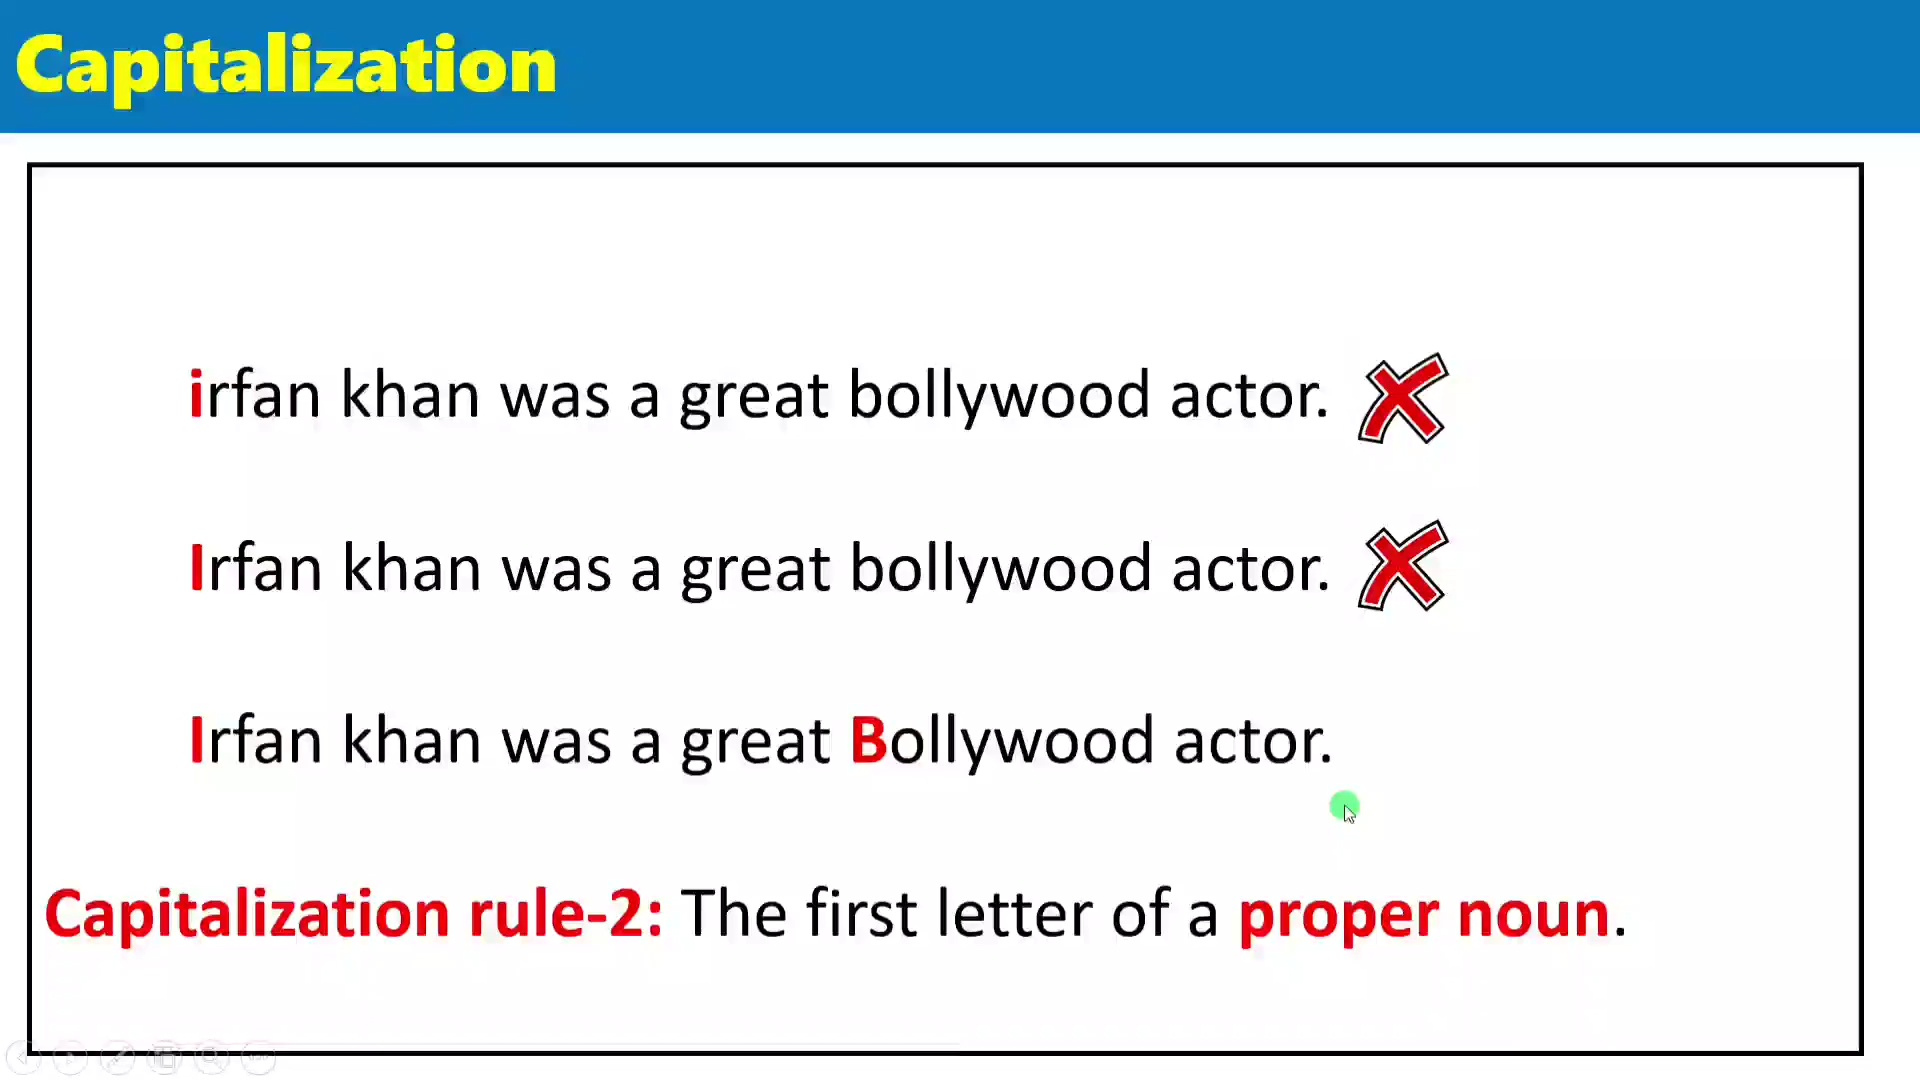 Capitalization
irfan khan was a great bollywood actor.
Irfan khan was a great bollywood actor.
Irfan khan was a great Bollywood actor.
Capitalization rule-2: The first letter of a proper noun.